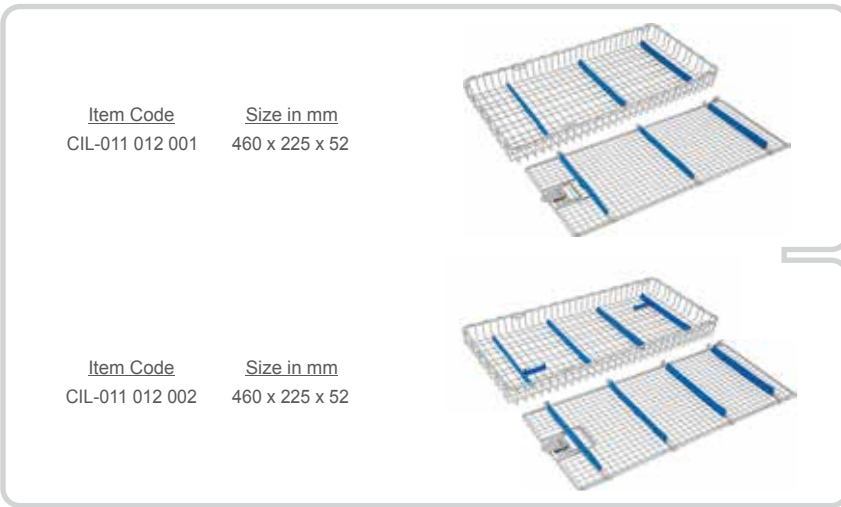 Item Code Size in mm
CIL-011 012 001 460 x 225 x 52
Item Code Size in mm
CIL-011 012 002 460 x 225 x 52